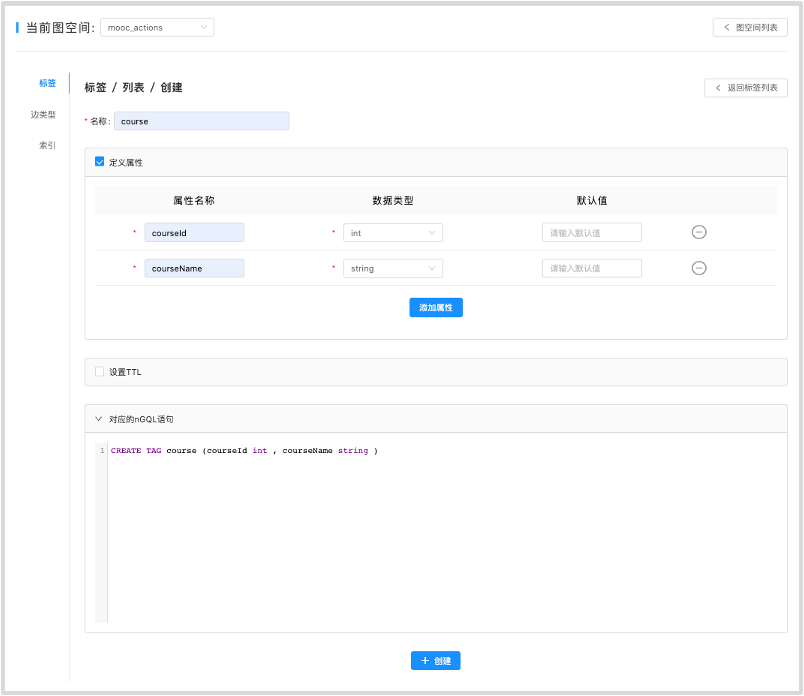 当前图空间: mooc_actions
图空间列表
标签
边类型
索引
标签 / 列表 / 创建
返回标签列表
* 名称: course
定义属性
属性名称 数据类型 默认值
* courseId * int 请输入默认值
* courseName * string 请输入默认值
添加属性
设置TTL
对应的nGQL语句
1 CREATE TAG course (courseId int , courseName string )
+ 创建